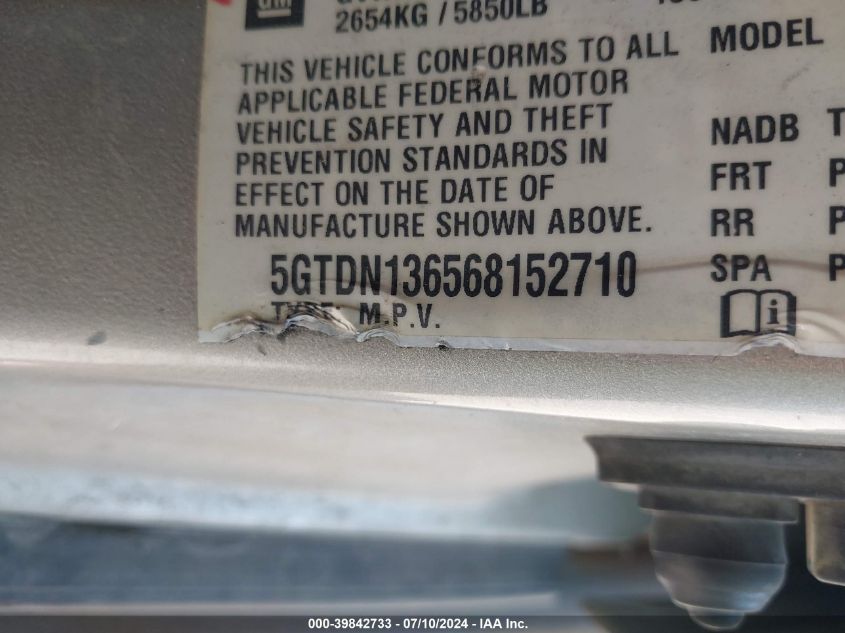 GM
2654KG / 5850LB
THIS VEHICLE CONFORMS TO ALL
APPLICABLE FEDERAL MOTOR
VEHICLE SAFETY AND THEFT
PREVENTION STANDARDS IN
EFFECT ON THE DATE OF
MANUFACTURE SHOWN ABOVE.
5GTDN136568152710
TYPE: M.P.V.
MODEL
NADB T
FRT P
RR P
SPA P
i
000-39842733 - 07/10/2024 - IAA Inc.